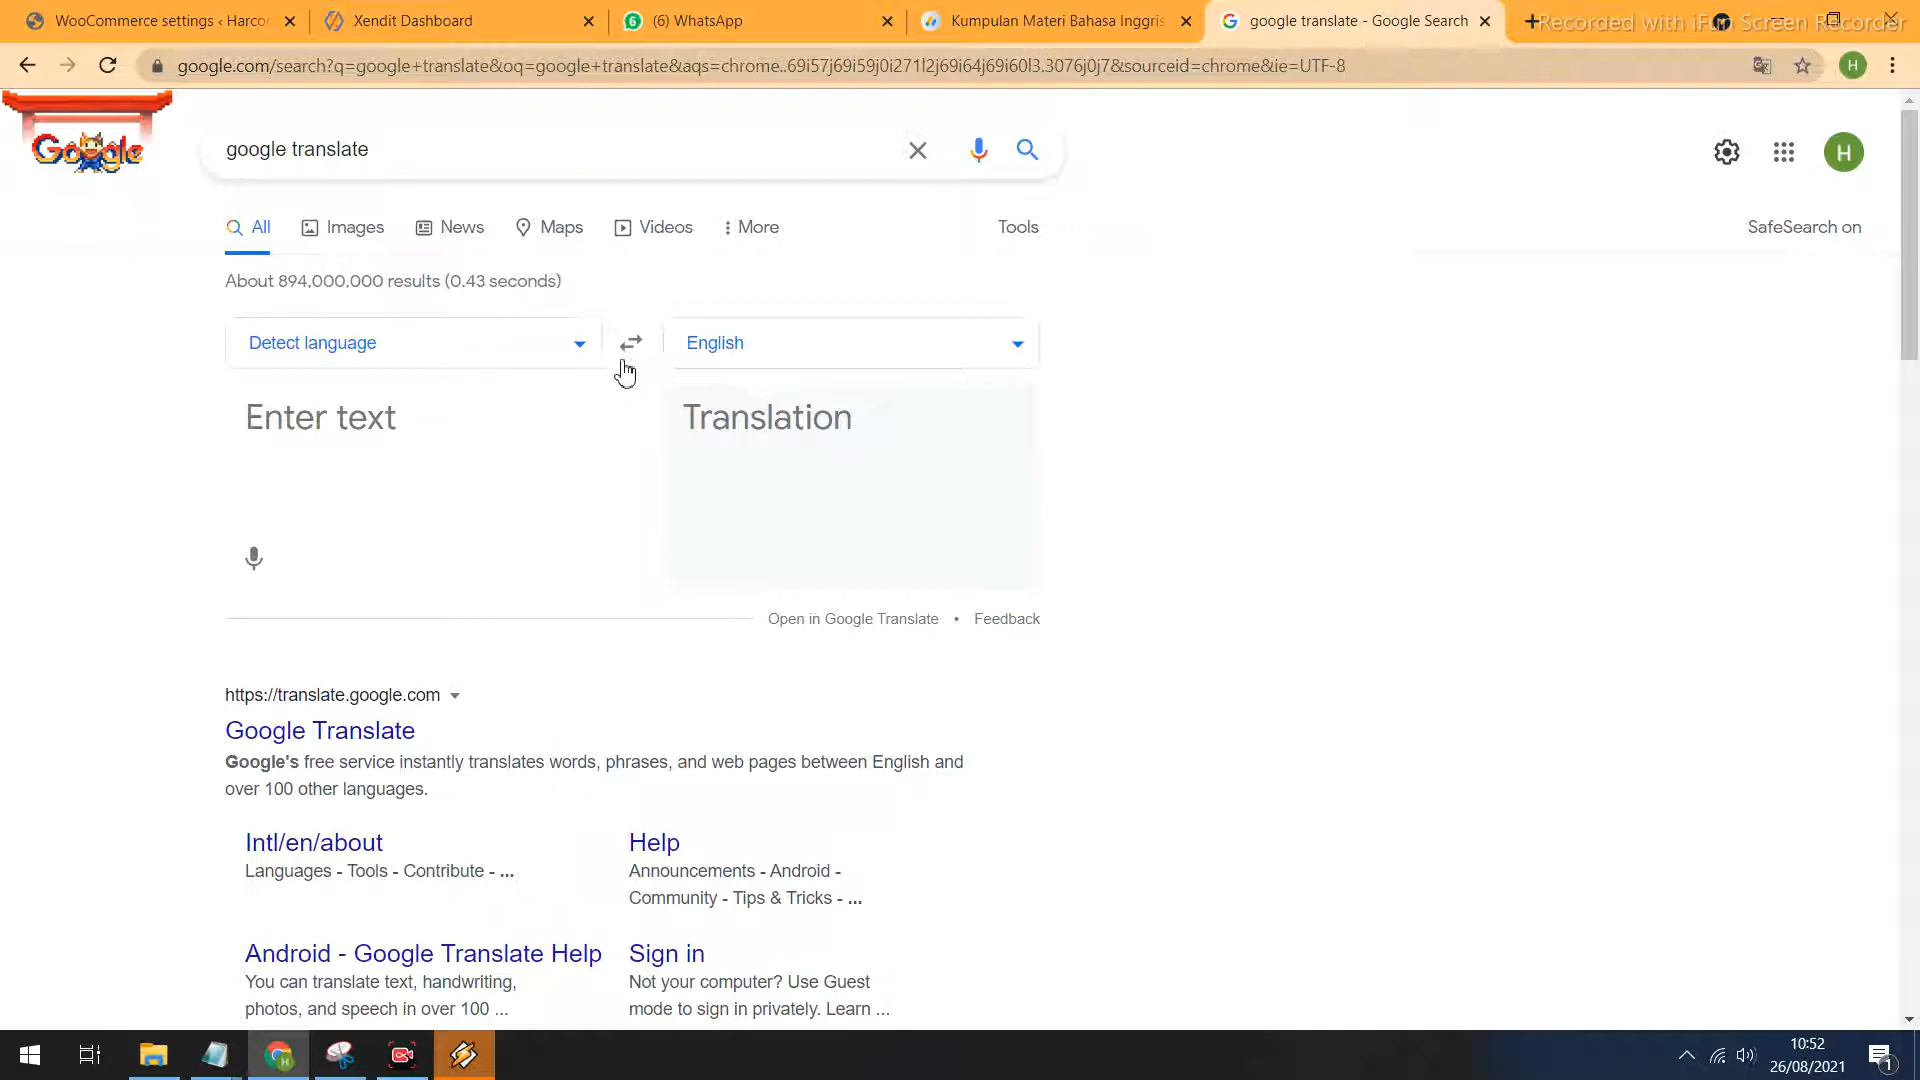 WooCommerce settings ‹ Harco
Xendit Dashboard
(6) WhatsApp
Kumpulan Materi Bahasa Inggris
google translate - Google Search
Recorded with iFun Screen Recorder
google.com/search?q=google+translate&oq=google+translate&aqs=chrome..69i57j69i59j0i271l2j69i64j69i60l3.3076j0j7&sourceid=chrome&ie=UTF-8
H
Google
google translate
H
All
Images
News
Maps
Videos
More
Tools
SafeSearch on
About 894,000,000 results (0.43 seconds)
Detect language
English
Enter text
Translation
Open in Google Translate • Feedback
https://translate.google.com
Google Translate
Google's free service instantly translates words, phrases, and web pages between English and
over 100 other languages.
Intl/en/about
Languages - Tools - Contribute - ...
Help
Announcements - Android -
Community - Tips & Tricks - ...
Android - Google Translate Help
You can translate text, handwriting,
photos, and speech in over 100 ...
Sign in
Not your computer? Use Guest
mode to sign in privately. Learn ...
10:52
26/08/2021
1